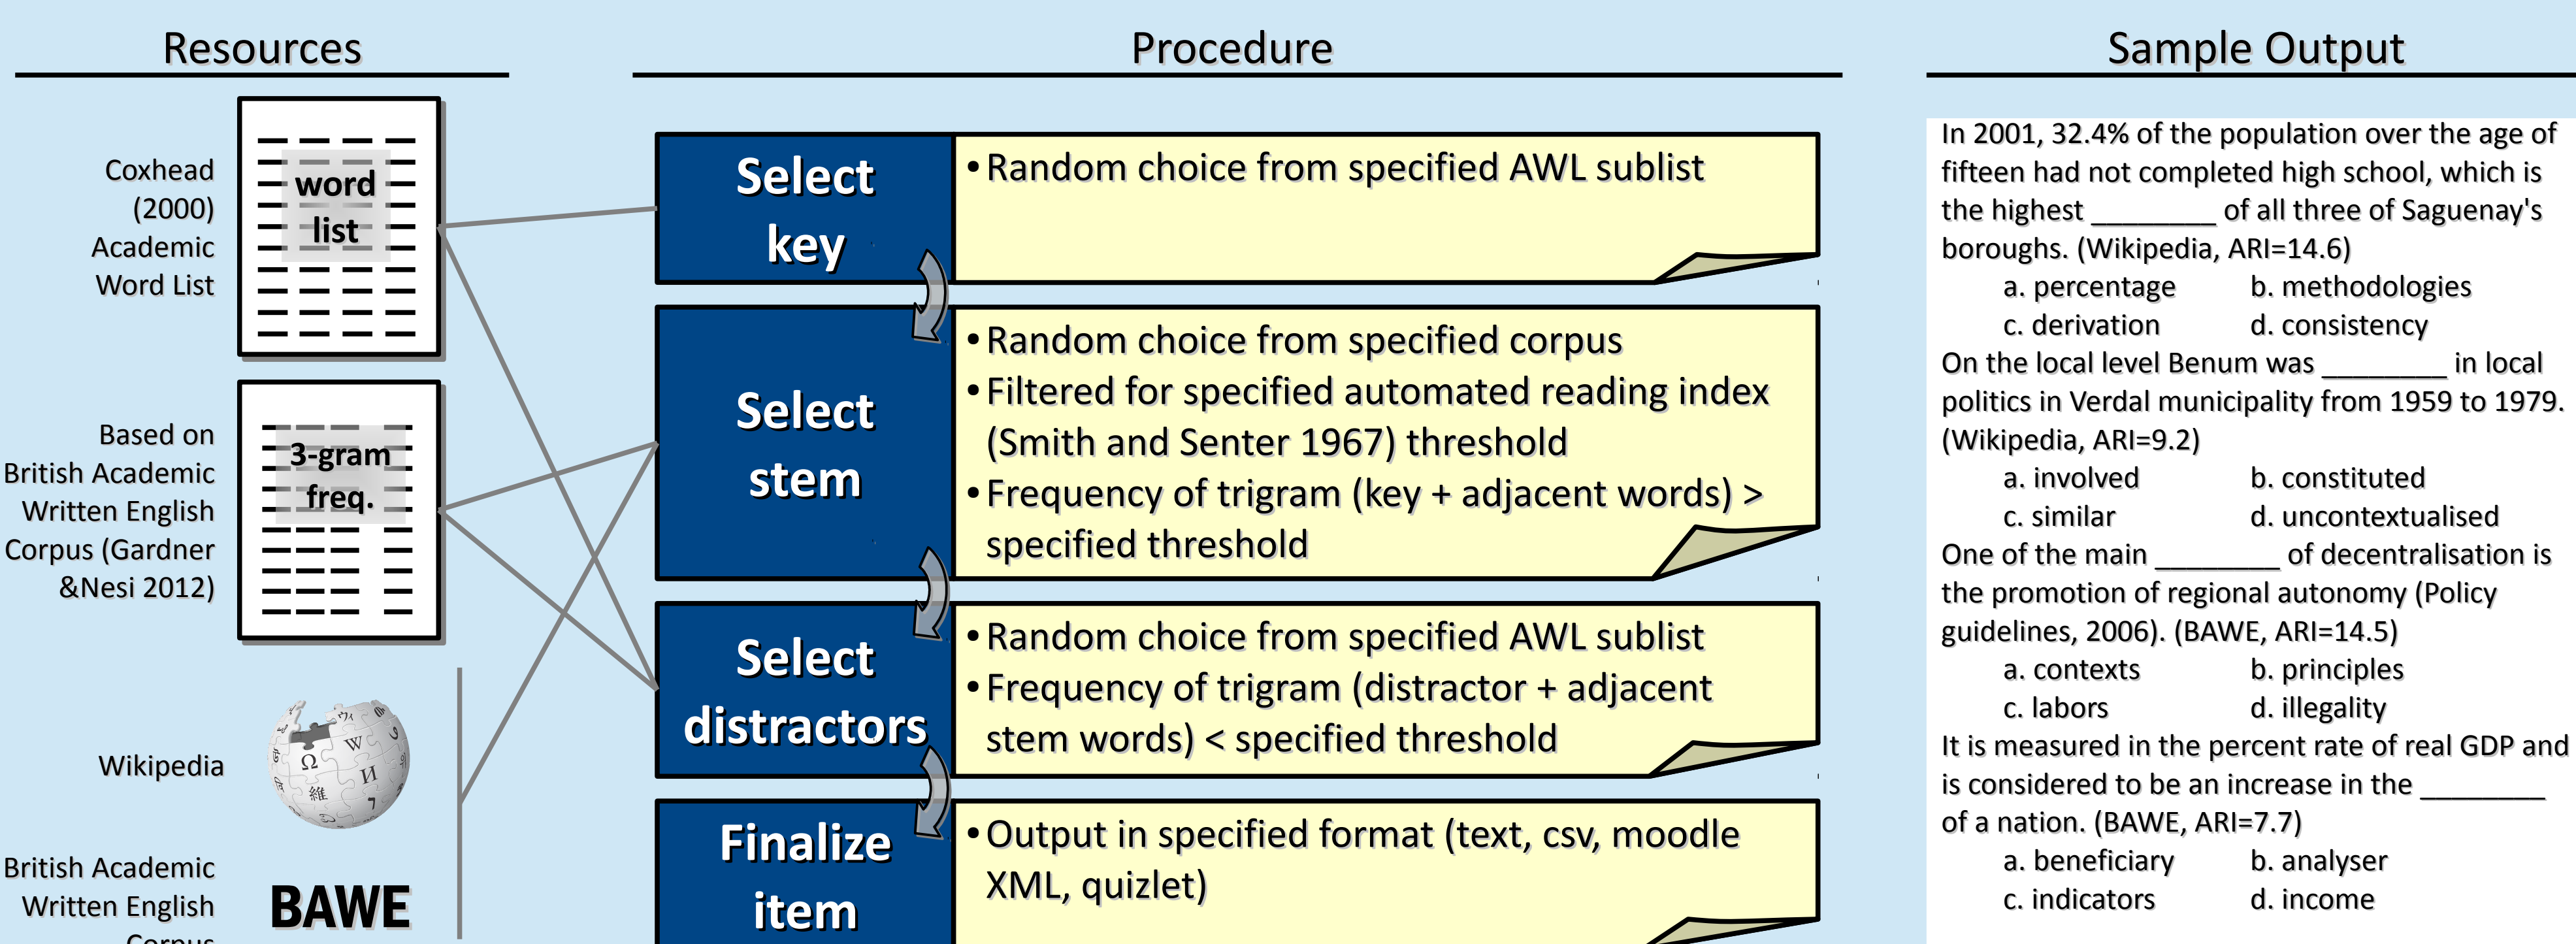 Resources
Coxhead
(2000)
Academic
Word List
word
list
Based on
British Academic
Written English
Corpus (Gardner
&Nesi 2012)
3-gram
freq.
Wikipedia
W
Ω
И
維
British Academic
Written English
Corpus
BAWE
Procedure
Select
key
•Random choice from specified AWL sublist
Select
stem
•Random choice from specified corpus
•Filtered for specified automated reading index
(Smith and Senter 1967) threshold
•Frequency of trigram (key + adjacent words) >
specified threshold
Select
distractors
•Random choice from specified AWL sublist
•Frequency of trigram (distractor + adjacent
stem words) < specified threshold
Finalize
item
•Output in specified format (text, csv, moodle
XML, quizlet)
Sample Output
In 2001, 32.4% of the population over the age of
fifteen had not completed high school, which is
the highest ________ of all three of Saguenay's
boroughs. (Wikipedia, ARI=14.6)
a. percentage b. methodologies
c. derivation d. consistency
On the local level Benum was ________ in local
politics in Verdal municipality from 1959 to 1979.
(Wikipedia, ARI=9.2)
a. involved b. constituted
c. similar d. uncontextualised
One of the main ________ of decentralisation is
the promotion of regional autonomy (Policy
guidelines, 2006). (BAWE, ARI=14.5)
a. contexts b. principles
c. labors d. illegality
It is measured in the percent rate of real GDP and
is considered to be an increase in the ________
of a nation. (BAWE, ARI=7.7)
a. beneficiary b. analyser
c. indicators d. income